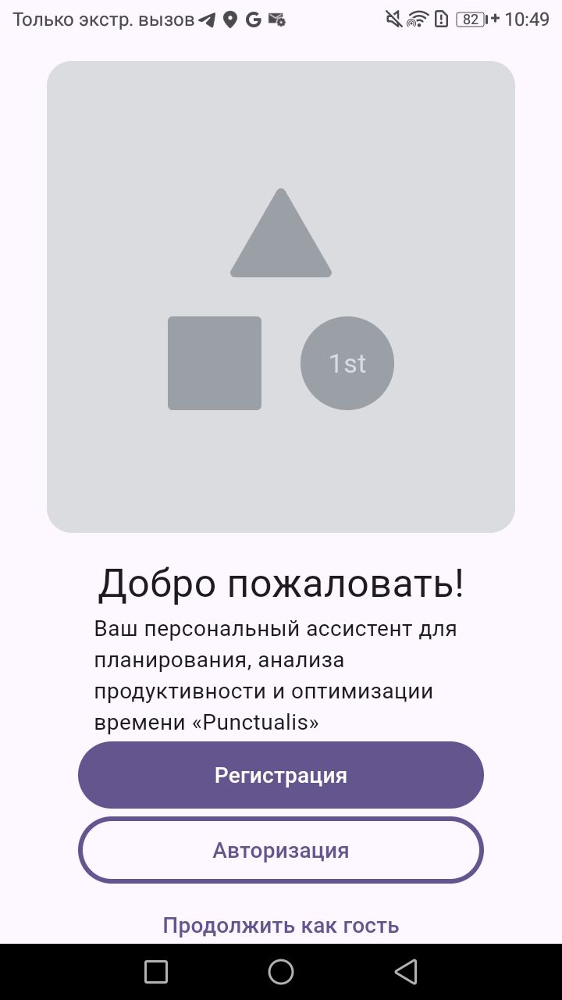 Только экстр. вызов 82 10:49
1st
Добро пожаловать!
Ваш персональный ассистент для
планирования, анализа
продуктивности и оптимизации
времени «Punctualis»
Регистрация
Авторизация
Продолжить как гость